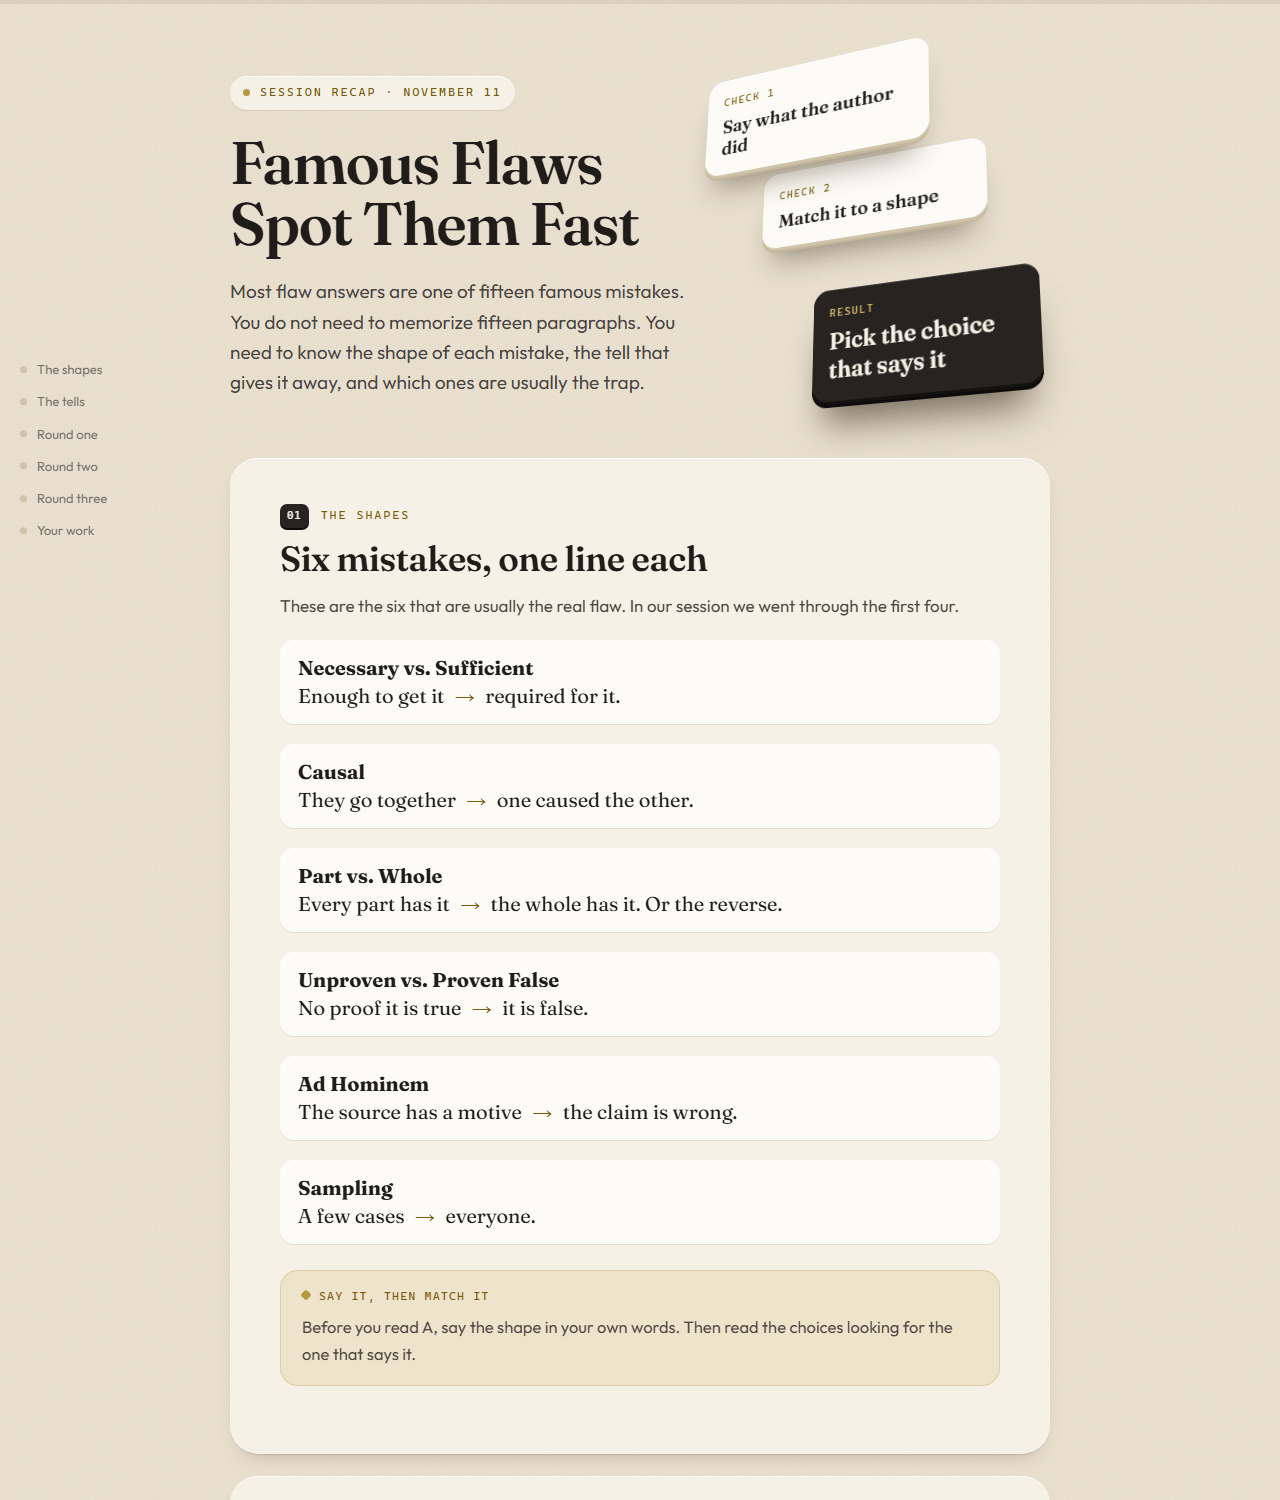 SESSION RECAP · NOVEMBER 11
Famous Flaws
Spot Them Fast
Most flaw answers are one of fifteen famous mistakes.
You do not need to memorize fifteen paragraphs. You
need to know the shape of each mistake, the tell that
gives it away, and which ones are usually the trap.
CHECK 1
Say what the author
did
CHECK 2
Match it to a shape
RESULT
Pick the choice
that says it
The shapes
The tells
Round one
Round two
Round three
Your work
01 THE SHAPES
Six mistakes, one line each
These are the six that are usually the real flaw. In our session we went through the first four.
Necessary vs. Sufficient
Enough to get it → required for it.
Causal
They go together → one caused the other.
Part vs. Whole
Every part has it → the whole has it. Or the reverse.
Unproven vs. Proven False
No proof it is true → it is false.
Ad Hominem
The source has a motive → the claim is wrong.
Sampling
A few cases → everyone.
SAY IT, THEN MATCH IT
Before you read A, say the shape in your own words. Then read the choices looking for the
one that says it.